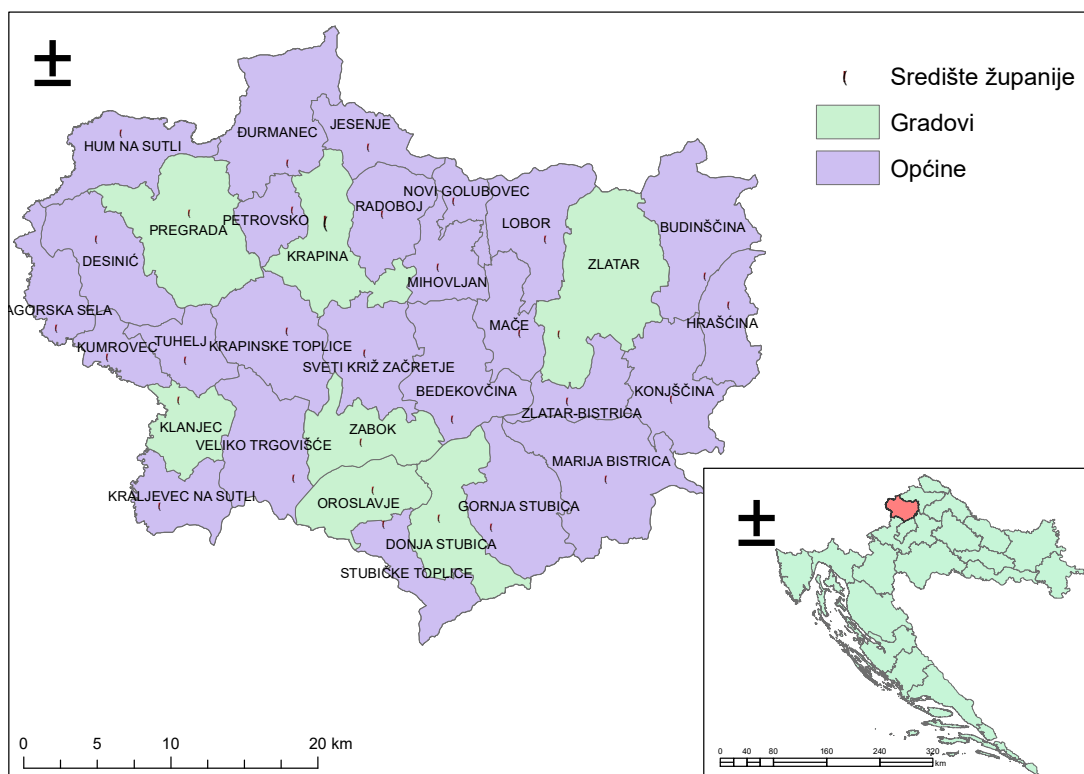 ±
Središte županije
Gradovi
Općine
ĐURMANEC
JESENJE
HUM NA SUTLI
NOVI GOLUBOVEC
RADOBOJ
PETROVSKO
LOBOR
BUDINŠČINA
PREGRADA
KRAPINA
DESINIĆ
ZLATAR
MIHOVLJAN
AGORSKA SELA
MAČE
HRAŠĆINA
KUMROVEC
TUHELJ
KRAPINSKE TOPLICE
SVETI KRIŽ ZAČRETJE
BEDEKOVČINA
KONJŠČINA
ZLATAR-BISTRICA
KLANJEC
ZABOK
VELIKO TRGOVIŠĆE
MARIJA BISTRICA
KRALJEVEC NA SUTLI
OROSLAVJE
GORNJA STUBICA
DONJA STUBICA
STUBIČKE TOPLICE
±
0 5 10 20 km
0 40 80 160 240 320
km